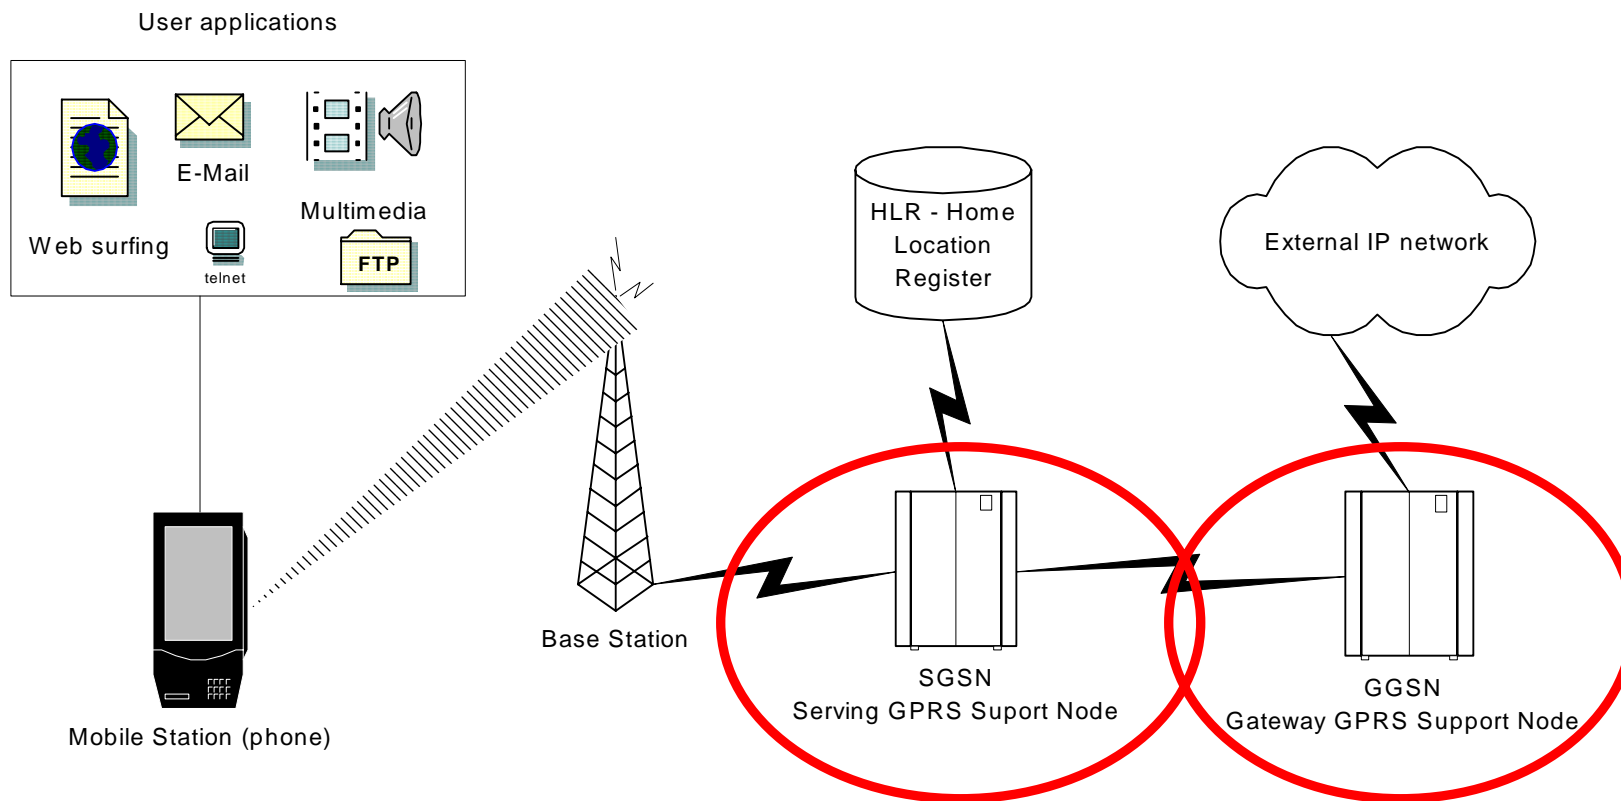 User applications
E-Mail
Multimedia
Web surfing
telnet
FTP
HLR - Home
Location
Register
External IP network
Base Station
SGSN
Serving GPRS Suport Node
GGSN
Gateway GPRS Support Node
Mobile Station (phone)